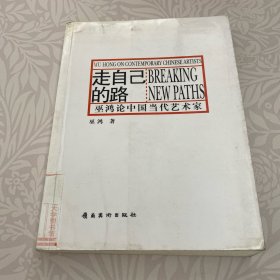 WU HONG ON CONTEMPORARY CHINESE ARTISTS
走自己的路
BREAKING NEW PATHS
巫鸿论中国当代艺术家
巫鸿 著
岭南美术出版社